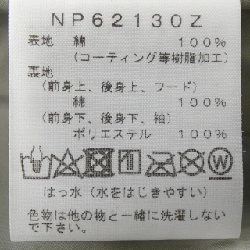 NP62130Z
表地 綿 100%
(コーティング等樹脂加工)
裏地
(前身上、後身上、フード)
綿 100%
(前身下、後身下、袖)
ポリエステル 100%
はっ水(水をはじきやすい)
色物は他の物と一緒に洗濯しない
で下さい。